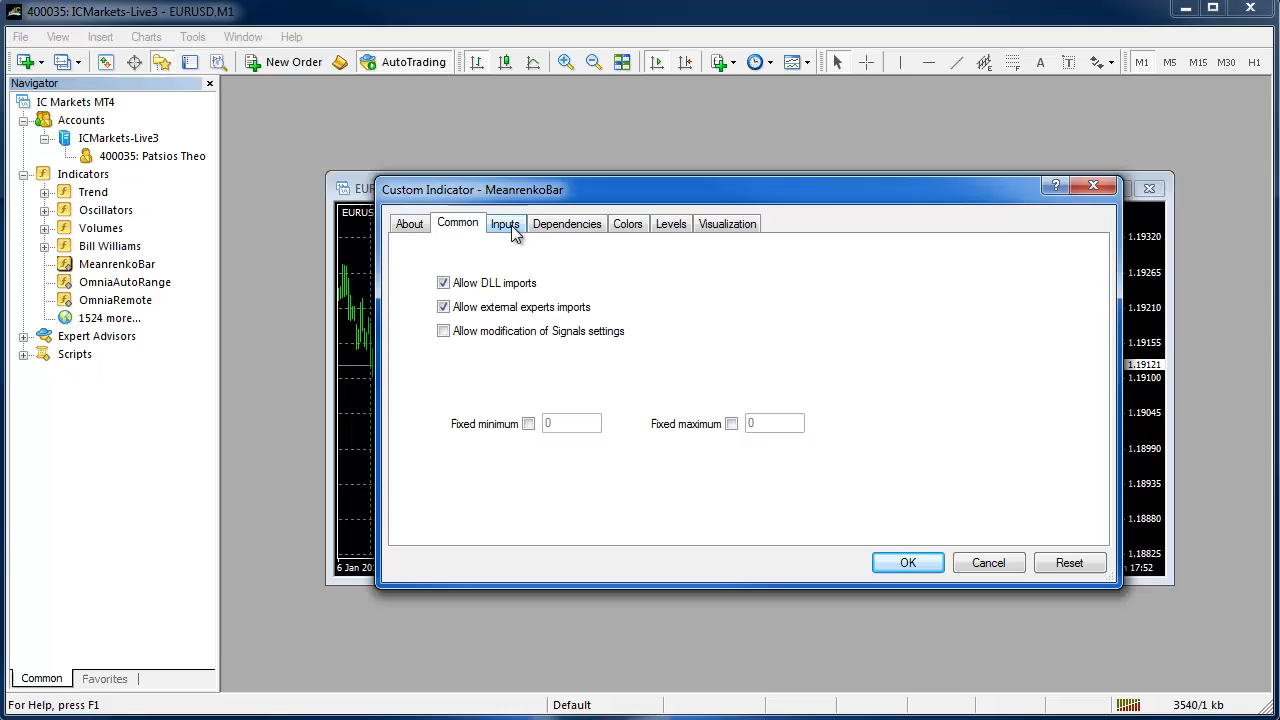 400035: ICMarkets-Live3 - EURUSD,M1
File View Insert Charts Tools Window Help
New Order AutoTrading A T M1 M5 M15 M30 H1
Navigator
IC Markets MT4
Accounts
ICMarkets-Live3
400035: Patsios Theo
Indicators
Trend
Oscillators
Volumes
Bill Williams
MeanrenkoBar
OmniaAutoRange
OmniaRemote
1524 more...
Expert Advisors
Scripts
Common Favorites
EUR
EURUS
6 Jan 20
Custom Indicator - MeanrenkoBar
About Common Inputs Dependencies Colors Levels Visualization
Allow DLL imports
Allow external experts imports
Allow modification of Signals settings
Fixed minimum 0 Fixed maximum 0
OK Cancel Reset
1.19320
1.19265
1.19210
1.19155
1.19121
1.19100
1.19045
1.18990
1.18935
1.18880
1.18825
17:52
For Help, press F1 Default 3540/1 kb